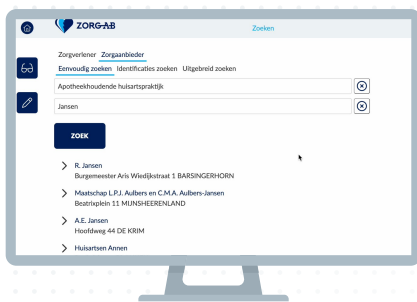 ZORG-AB
Zoeken
Zorgverlener Zorgaanbieder
Eenvoudig zoeken Identificaties zoeken Uitgebreid zoeken
Apotheekhoudende huisartspraktijk
Jansen
ZOEK
R. Jansen
Burgemeester Aris Wiedijkstraat 1 BARSINGERHORN
Maatschap L.P.J. Aulbers en C.M.A. Aulbers-Jansen
Beatrixplein 11 MIJNSHEERENLAND
A.E. Jansen
Hoofdweg 44 DE KRIM
Huisartsen Annen